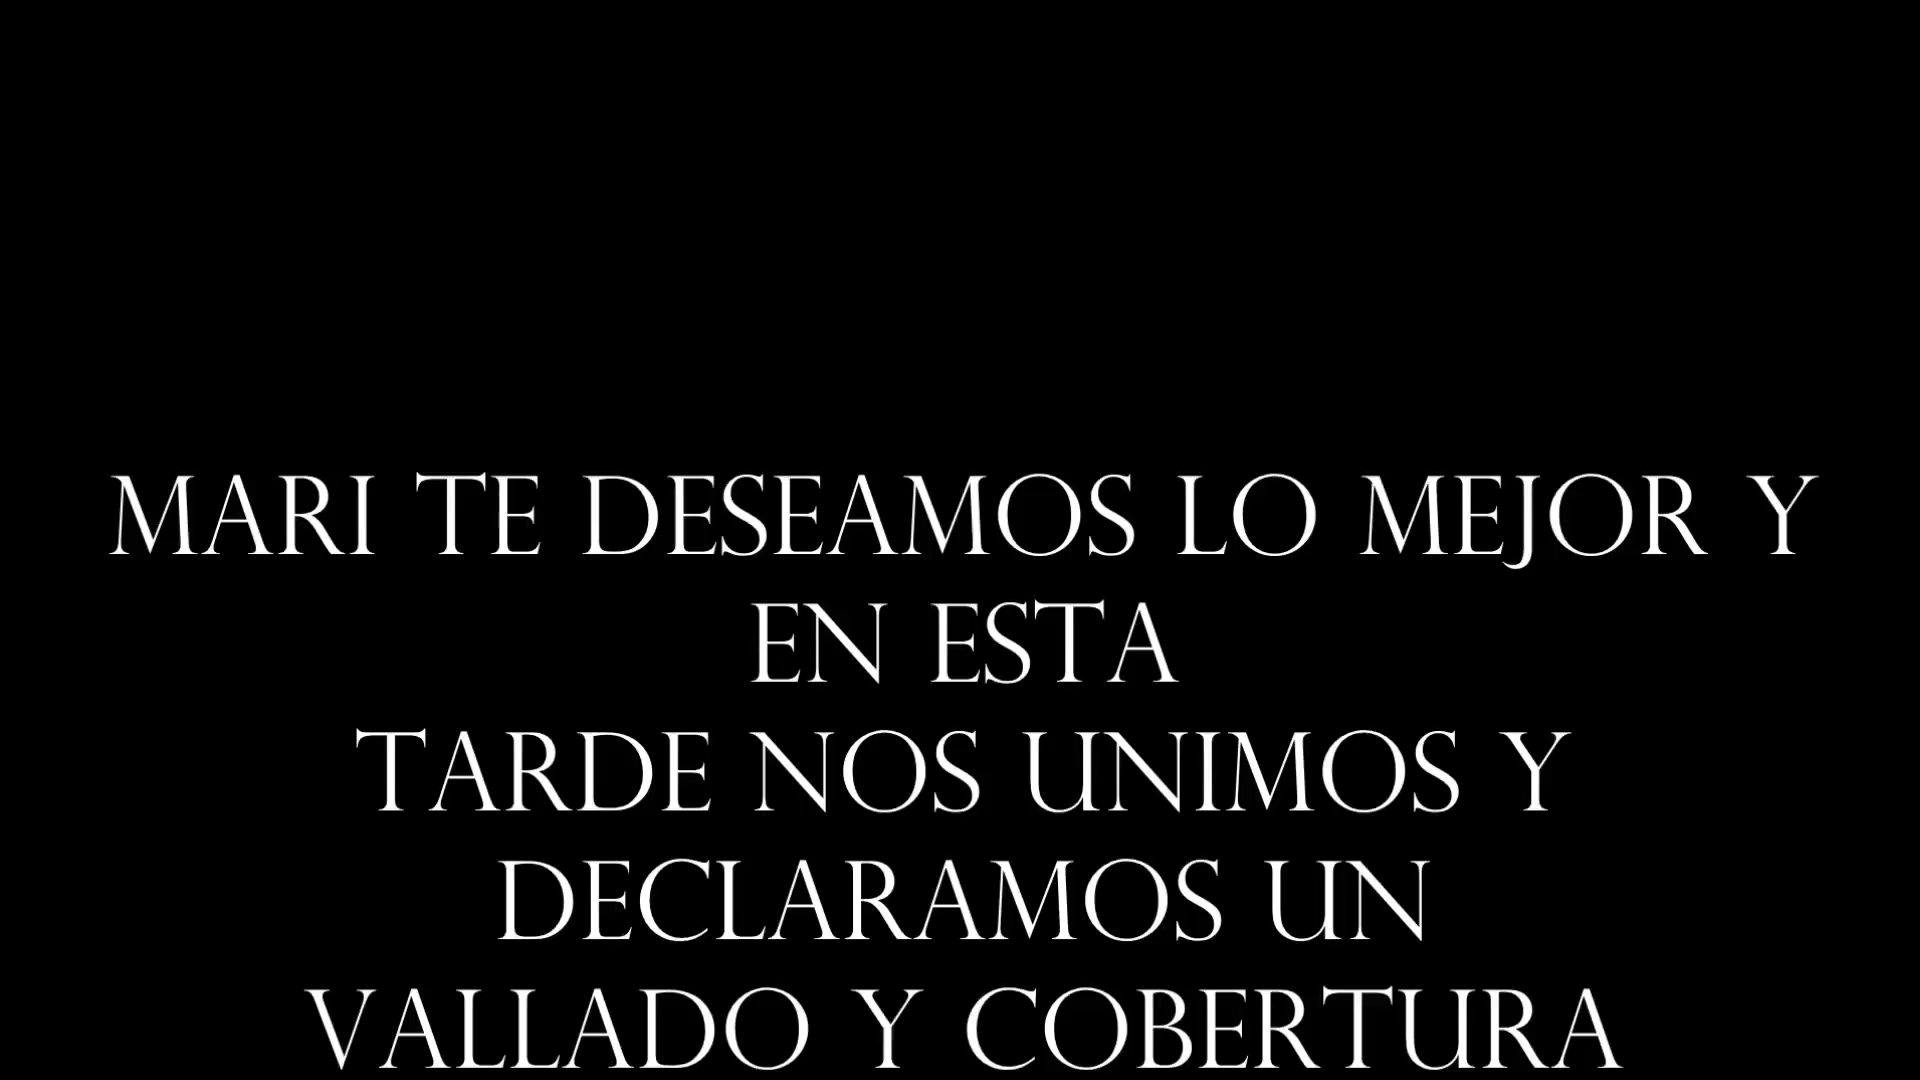 MARI TE DESEAMOS LO MEJOR Y
EN ESTA
TARDE NOS UNIMOS Y
DECLARAMOS UN
VALLADO Y COBERTURA